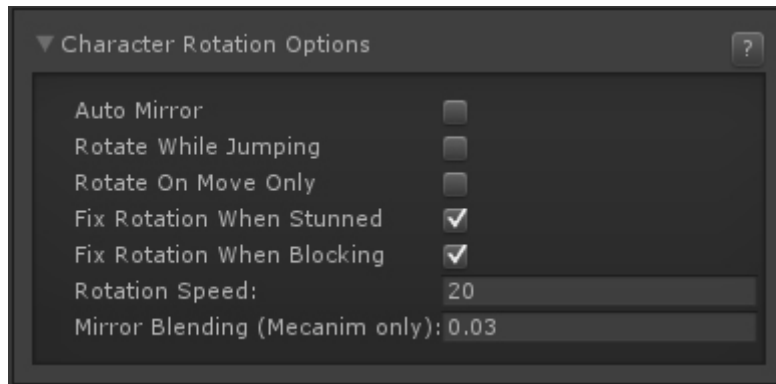 Character Rotation Options ?
Auto Mirror
Rotate While Jumping
Rotate On Move Only
Fix Rotation When Stunned
Fix Rotation When Blocking
Rotation Speed: 20
Mirror Blending (Mecanim only): 0.03